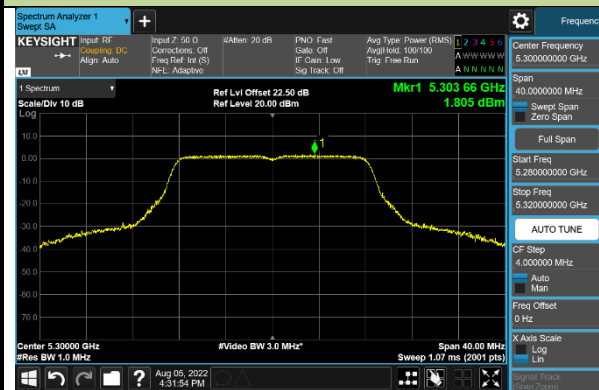 Spectrum Analyzer 1
Swept SA
Frequenc
KEYSIGHT
Input: RF
Coupling: DC
Align: Auto
Input Z: 50 Ω
Corrections: Off
Freq Ref: Int (S)
NFE: Adaptive
#Atten: 20 dB
PNO: Fast
Gate: Off
IF Gain: Low
Sig Track: Off
Avg Type: Power (RMS)
Avg|Hold: 100/100
Trig: Free Run
1 2 3 4 5 6
A W W W W W
A N N N N N
LXI
1 Spectrum
Scale/Div 10 dB
Log
Ref Lvl Offset 22.50 dB
Ref Level 20.00 dBm
Mkr1 5.303 66 GHz
1.805 dBm
10.0
0.00
-10.0
-20.0
-30.0
-40.0
-50.0
-60.0
-70.0
1
Center 5.30000 GHz
#Res BW 1.0 MHz
#Video BW 3.0 MHz*
Span 40.00 MHz
Sweep 1.07 ms (2001 pts)
Aug 05, 2022
4:31:54 PM
Center Frequency
5.300000000 GHz
Span
40.0000000 MHz
Swept Span
Zero Span
Full Span
Start Freq
5.280000000 GHz
Stop Freq
5.320000000 GHz
AUTO TUNE
CF Step
4.000000 MHz
Auto
Man
Freq Offset
0 Hz
X Axis Scale
Log
Lin
Signal Track
(Span Zoom)